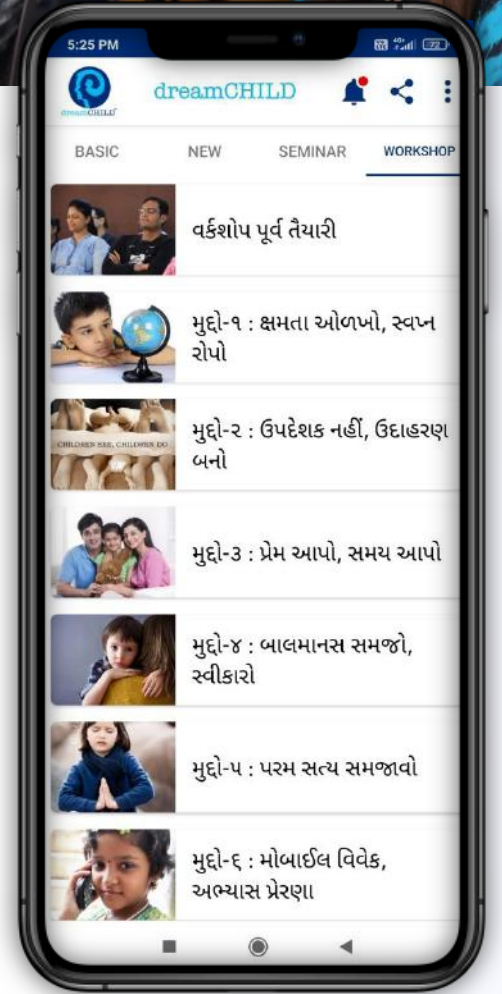 5:25 PM
72
dreamCHILD
dreamCHILD
BASIC NEW SEMINAR WORKSHOP
વર્કશોપ પૂર્વ તૈયારી
મુદ્દો-૧ : ક્ષમતા ઓળખો, સ્વપ્ન
રોપો
CHILDREN SEE, CHILDREN DO
મુદ્દો-૨ : ઉપદેશક નહીં, ઉદાહરણ
બનો
મુદ્દો-૩ : પ્રેમ આપો, સમય આપો
મુદ્દો-૪ : બાલમાનસ સમજો,
સ્વીકારો
મુદ્દો-૫ : પરમ સત્ય સમજાવો
મુદ્દો-૬ : મોબાઈલ વિવેક,
અભ્યાસ પ્રેરણા